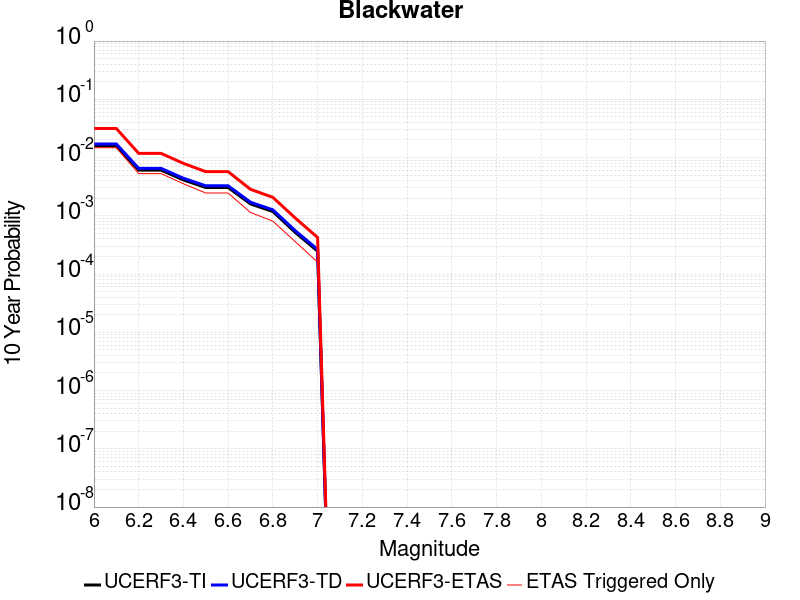 Blackwater
10^0
10^-1
10^-2
10^-3
10^-4
10^-5
10^-6
10^-7
10^-8
10 Year Probability
6 6.2 6.4 6.6 6.8 7 7.2 7.4 7.6 7.8 8 8.2 8.4 8.6 8.8 9
Magnitude
UCERF3-TI UCERF3-TD UCERF3-ETAS ETAS Triggered Only